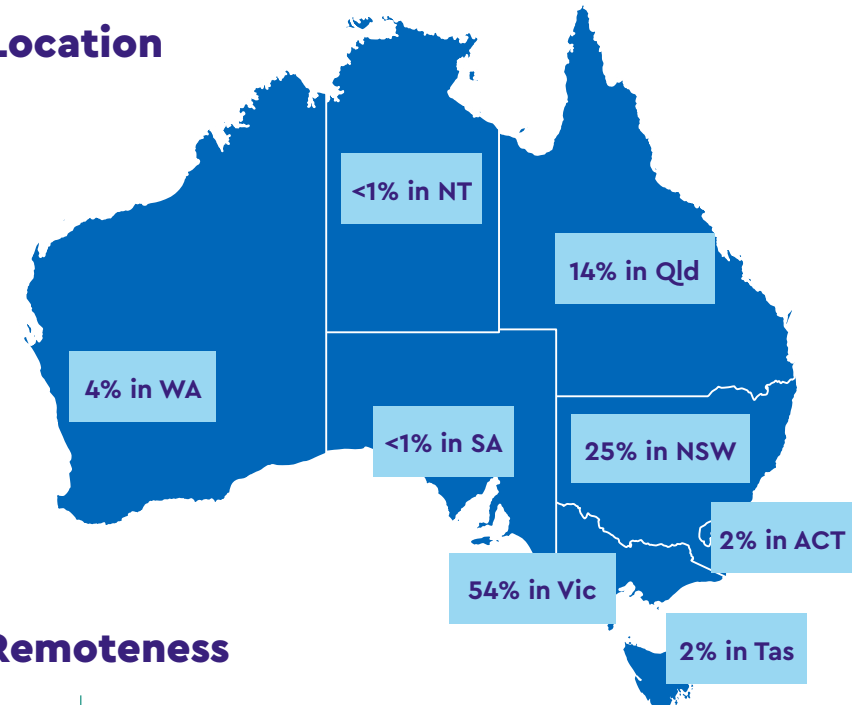 Location
<1% in NT
14% in Qld
4% in WA
<1% in SA
25% in NSW
2% in ACT
54% in Vic
Remoteness
2% in Tas